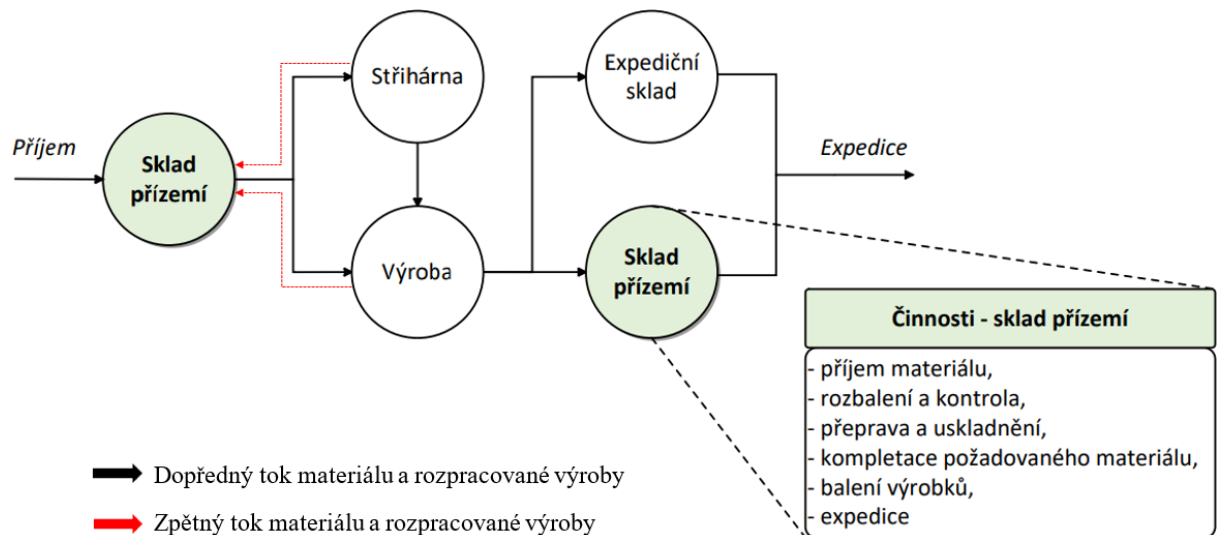 Příjem
Sklad
přízemí
Střihárna
Výroba
Expediční
sklad
Sklad
přízemí
Expedice
Činnosti - sklad přízemí
- příjem materiálu,
- rozbalení a kontrola,
- přeprava a uskladnění,
- kompletace požadovaného materiálu,
- balení výrobků,
- expedice
Dopředný tok materiálu a rozpracované výroby
Zpětný tok materiálu a rozpracované výroby